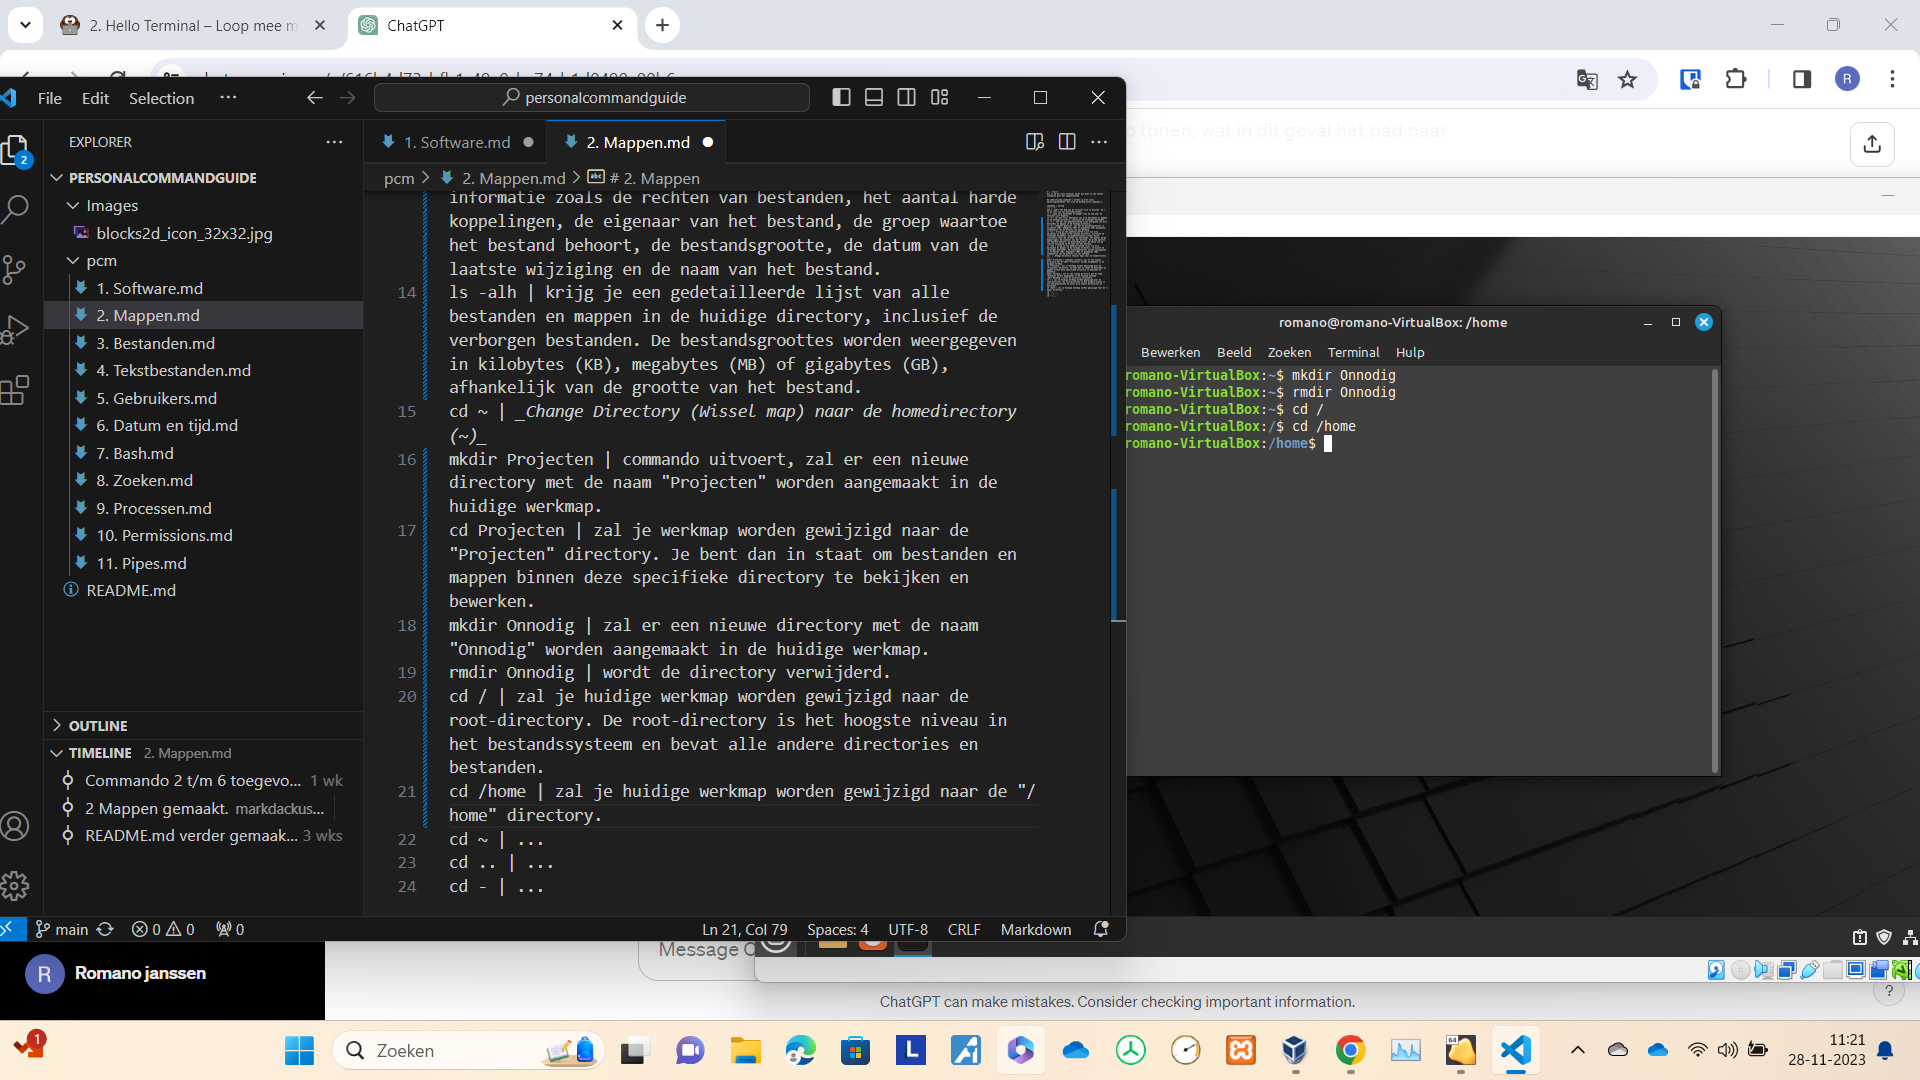 2. Hello Terminal – Loop mee m
ChatGPT
File Edit Selection ...
personalcommandguide
o tonen, wat in dit geval het pad naar
R
EXPLORER
2
1. Software.md
2. Mappen.md
pcm > 2. Mappen.md > # 2. Mappen
PERSONALCOMMANDGUIDE
Images
blocks2d_icon_32x32.jpg
pcm
1. Software.md
2. Mappen.md
3. Bestanden.md
4. Tekstbestanden.md
5. Gebruikers.md
6. Datum en tijd.md
7. Bash.md
8. Zoeken.md
9. Processen.md
10. Permissions.md
11. Pipes.md
README.md
OUTLINE
TIMELINE 2. Mappen.md
Commando 2 t/m 6 toegevo... 1 wk
2 Mappen gemaakt. markdackus...
README.md verder gemaak... 3 wks
informatie zoals de rechten van bestanden, het aantal harde
koppelingen, de eigenaar van het bestand, de groep waartoe
het bestand behoort, de bestandsgrootte, de datum van de
laatste wijziging en de naam van het bestand.
14 ls -alh | krijg je een gedetailleerde lijst van alle
bestanden en mappen in de huidige directory, inclusief de
verborgen bestanden. De bestandsgroottes worden weergegeven
in kilobytes (KB), megabytes (MB) of gigabytes (GB),
afhankelijk van de grootte van het bestand.
15 cd ~ | _Change Directory (Wissel map) naar de homedirectory
(~)_
16 mkdir Projecten | commando uitvoert, zal er een nieuwe
directory met de naam "Projecten" worden aangemaakt in de
huidige werkmap.
17 cd Projecten | zal je werkmap worden gewijzigd naar de
"Projecten" directory. Je bent dan in staat om bestanden en
mappen binnen deze specifieke directory te bekijken en
bewerken.
18 mkdir Onnodig | zal er een nieuwe directory met de naam
"Onnodig" worden aangemaakt in de huidige werkmap.
19 rmdir Onnodig | wordt de directory verwijderd.
20 cd / | zal je huidige werkmap worden gewijzigd naar de
root-directory. De root-directory is het hoogste niveau in
het bestandssysteem en bevat alle andere directories en
bestanden.
21 cd /home | zal je huidige werkmap worden gewijzigd naar de "/
home" directory.
22 cd ~ | ...
23 cd .. | ...
24 cd - | ...
main 0 0 0
Ln 21, Col 79 Spaces: 4 UTF-8 CRLF Markdown
romano@romano-VirtualBox: /home
Bewerken Beeld Zoeken Terminal Hulp
romano-VirtualBox:~$ mkdir Onnodig
romano-VirtualBox:~$ rmdir Onnodig
romano-VirtualBox:~$ cd /
romano-VirtualBox:/$ cd /home
romano-VirtualBox:/home$
R Romano janssen
Message C
ChatGPT can make mistakes. Consider checking important information.
?
1
Zoeken
L
64
11:21
28-11-2023